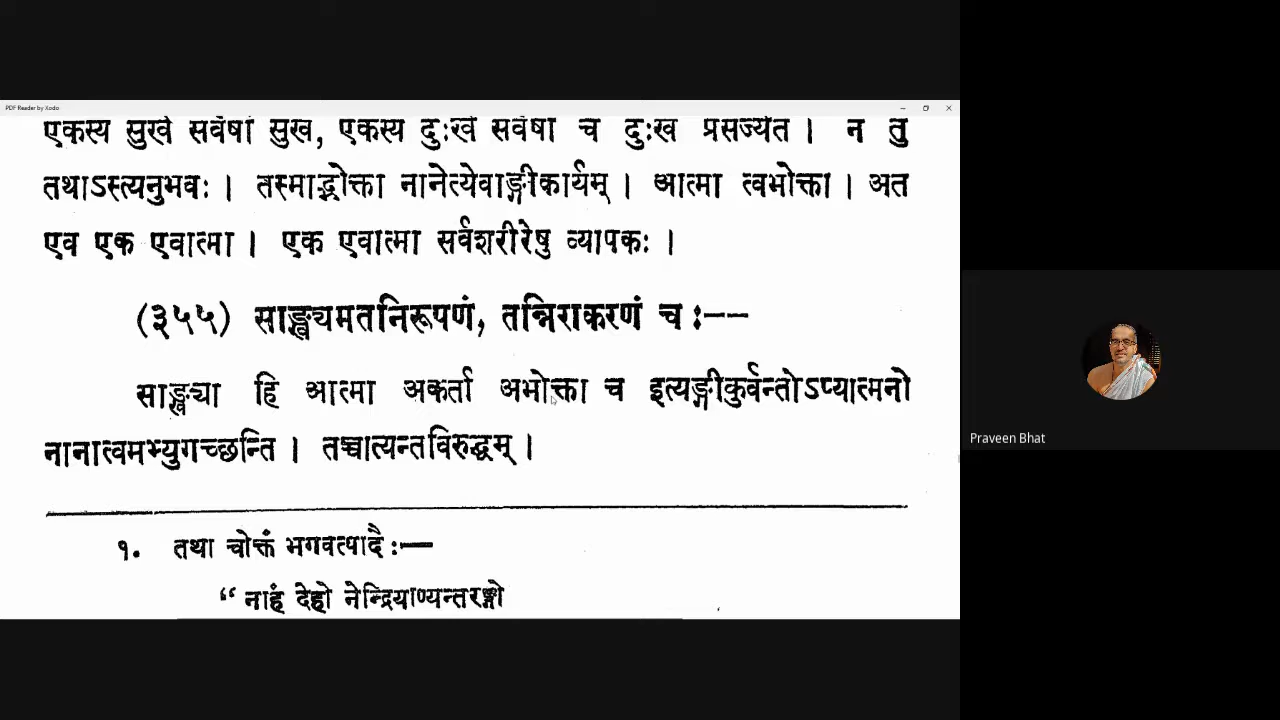 PDF Reader by Xodo
एकस्य सुखे सर्वेषां सुखं, एकस्य दुःखे सर्वेषां च दुःखं प्रसज्येत । न तु
तथाऽस्त्यनुभवः । तस्माद्भोक्ता नानेत्येवाङ्गीकार्यम् । आत्मा त्वभोक्ता । अत
एव एक एवात्मा । एक एवात्मा सर्वशरीरेषु व्यापकः ।
(३५५) साङ्ख्यमतनिरूपणं, तन्निराकरणं च :––
साङ्ख्या हि आत्मा अकर्ता अभोक्ता च इत्यङ्गीकुर्वन्तोऽप्यात्मनो
नानात्वमभ्युगच्छन्ति । तच्चात्यन्तविरुद्धम् ।
१. तथा चोक्तं भगवत्पादैः :—
“ नाहं देहो नेन्द्रियाण्यन्तरङ्गो
Praveen Bhat